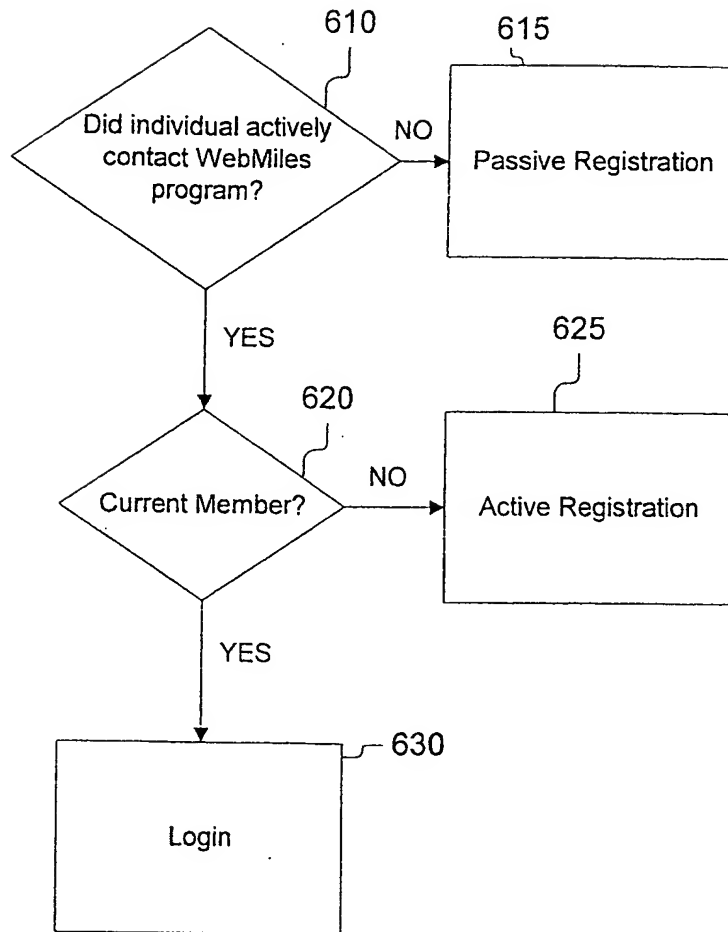 610
615
Did individual actively
contact WebMiles
program?
NO
Passive Registration
YES
625
620
Current Member?
NO
Active Registration
YES
630
Login